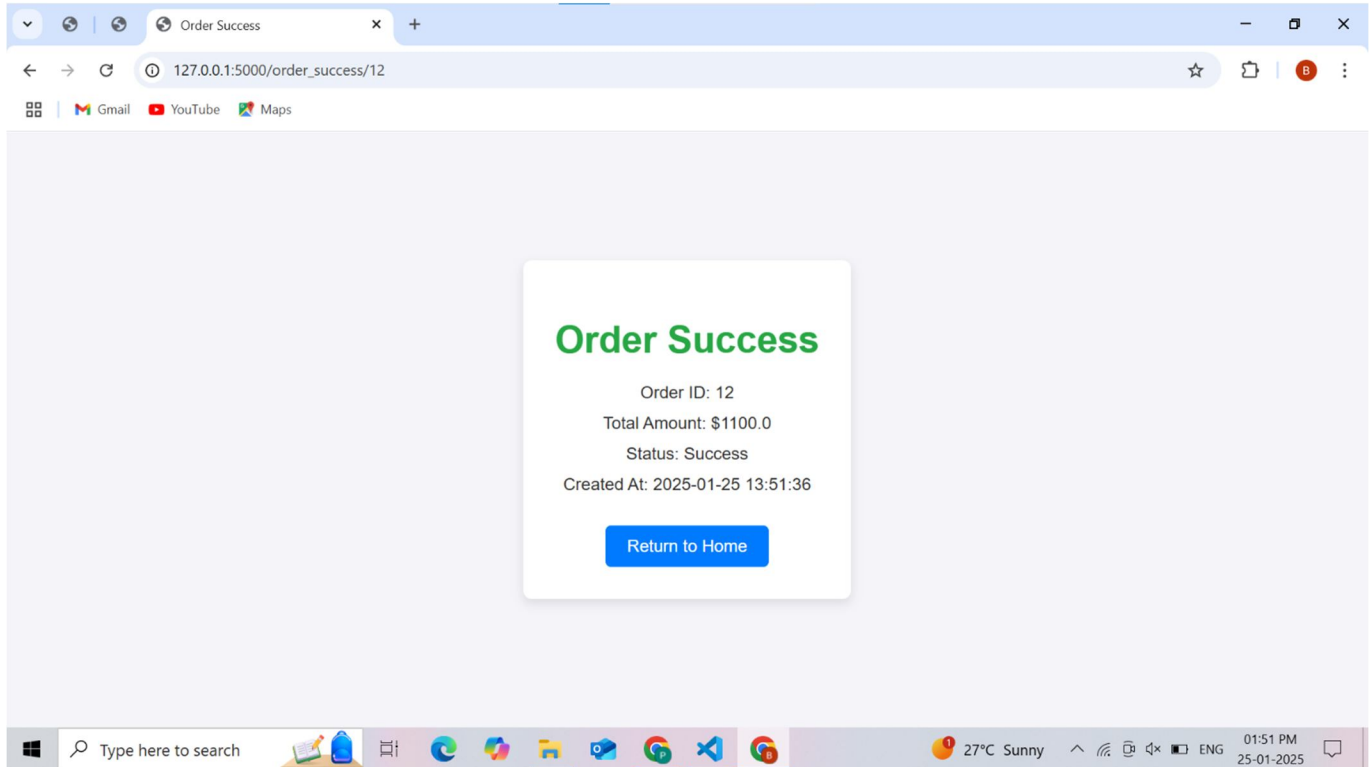 Order Success
127.0.0.1:5000/order_success/12
B
Gmail YouTube Maps
Order Success
Order ID: 12
Total Amount: $1100.0
Status: Success
Created At: 2025-01-25 13:51:36
Return to Home
Type here to search
P
B
1
27°C Sunny
ENG
01:51 PM
25-01-2025